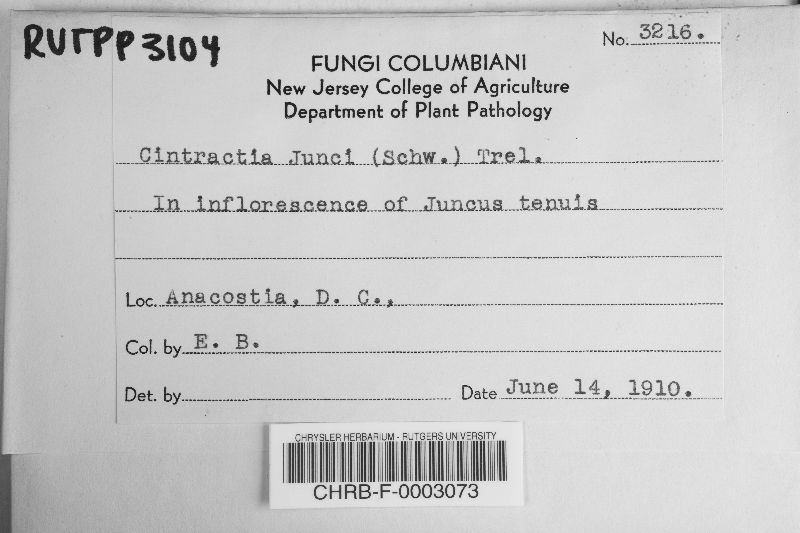 RUTPP3104
No. 3216.
FUNGI COLUMBIANI
New Jersey College of Agriculture
Department of Plant Pathology
Cintractia Junci (Schw.) Trel.
In inflorescence of Juncus tenuis
Loc. Anacostia, D. C.,
Col. by E. B.
Det. by
Date June 14, 1910.
CHRYSLER HERBARIUM - RUTGERS UNIVERSITY
CHRB-F-0003073